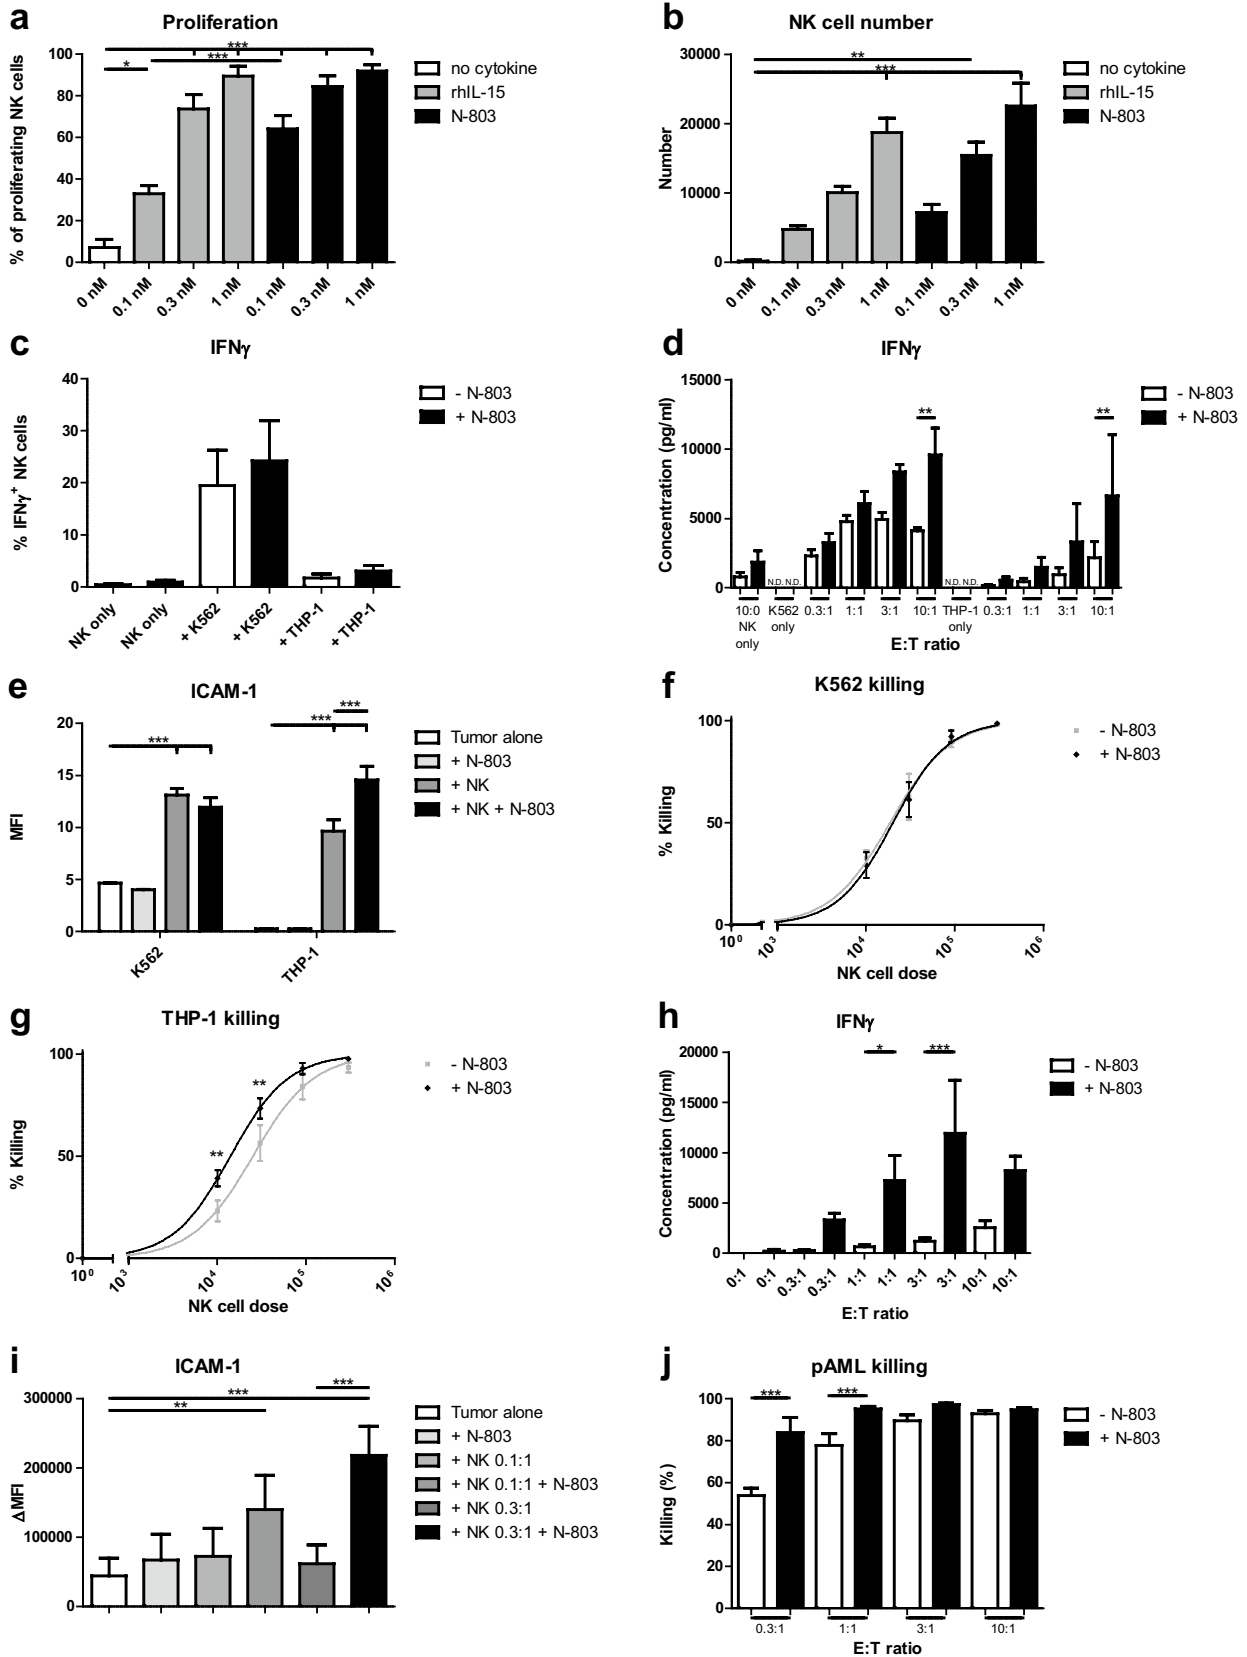 a
Proliferation
% of proliferating NK cells
100
80
60
40
20
0
***
***
*
0 nM
0.1 nM
0.3 nM
1 nM
0.1 nM
0.3 nM
1 nM
no cytokine
rhIL-15
N-803
b
NK cell number
Number
30000
20000
10000
0
**
***
0 nM
0.1 nM
0.3 nM
1 nM
0.1 nM
0.3 nM
1 nM
no cytokine
rhIL-15
N-803
c
IFNγ
% IFNγ+ NK cells
40
30
20
10
0
NK only
NK only
+ K562
+ K562
+ THP-1
+ THP-1
- N-803
+ N-803
d
IFNγ
Concentration (pg/ml)
15000
10000
5000
0
**
**
N.D. N.D.
N.D. N.D.
10:0 NK only
K562 only
0.3:1
1:1
3:1
10:1
THP-1 only
0.3:1
1:1
3:1
10:1
E:T ratio
- N-803
+ N-803
e
ICAM-1
MFI
20
15
10
5
0
***
***
***
K562
THP-1
Tumor alone
+ N-803
+ NK
+ NK + N-803
f
K562 killing
% Killing
100
50
0
10⁰
10³
10⁴
10⁵
10⁶
NK cell dose
- N-803
+ N-803
g
THP-1 killing
% Killing
100
50
0
**
**
10⁰
10³
10⁴
10⁵
10⁶
NK cell dose
- N-803
+ N-803
h
IFNγ
Concentration (pg/ml)
20000
15000
10000
5000
0
*
***
0:1
0:1
0.3:1
0.3:1
1:1
1:1
3:1
3:1
10:1
10:1
E:T ratio
- N-803
+ N-803
i
ICAM-1
ΔMFI
300000
200000
100000
0
***
***
**
Tumor alone
+ N-803
+ NK 0.1:1
+ NK 0.1:1 + N-803
+ NK 0.3:1
+ NK 0.3:1 + N-803
j
pAML killing
Killing (%)
100
80
60
40
20
0
***
***
0.3:1
1:1
3:1
10:1
E:T ratio
- N-803
+ N-803